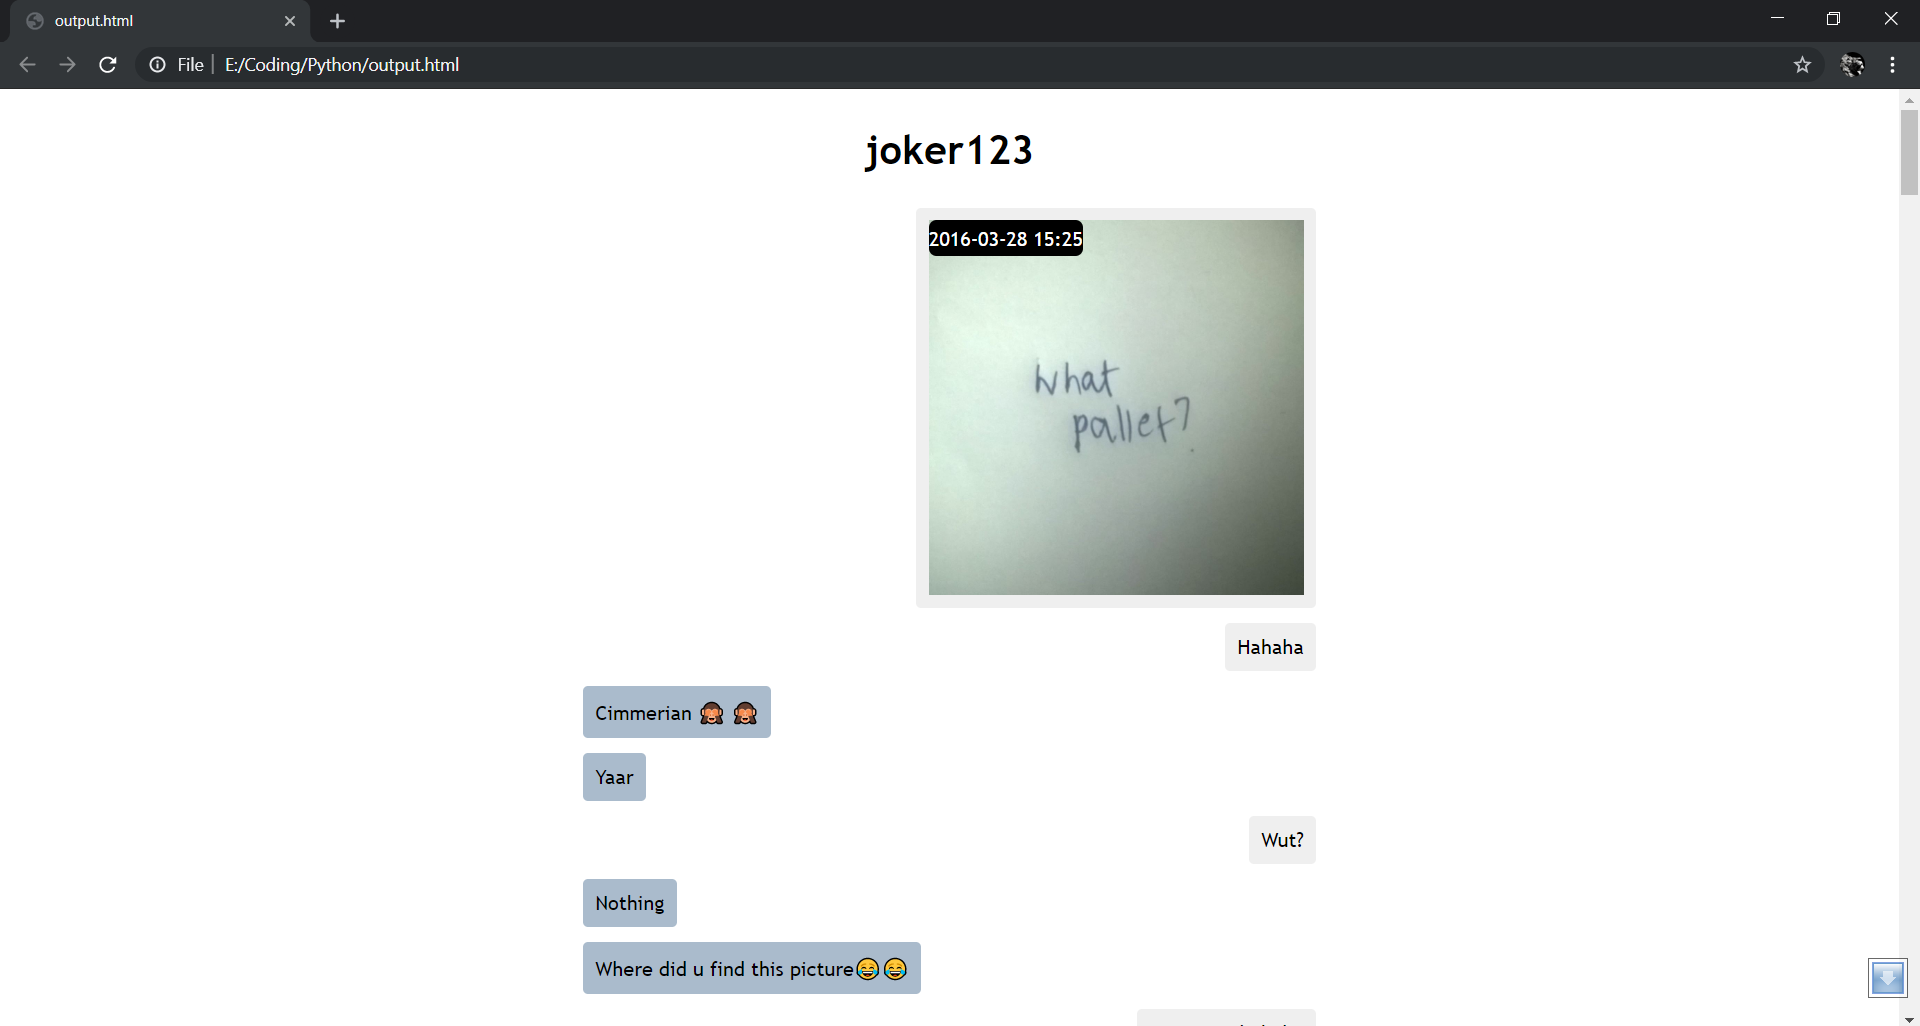 output.html
File | E:/Coding/Python/output.html
joker123
2016-03-28 15:25
What
pallet?
Hahaha
Cimmerian 🙈 🙈
Yaar
Wut?
Nothing
Where did u find this picture😂😂